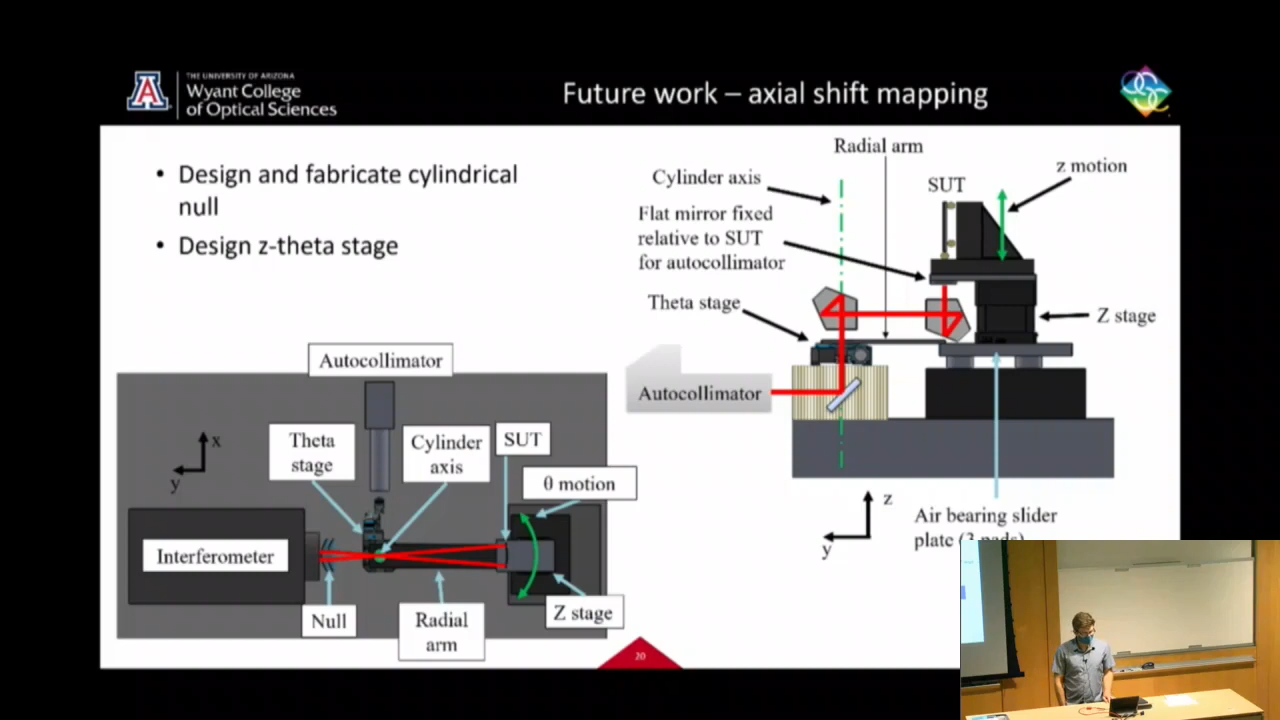 THE UNIVERSITY OF ARIZONA
Wyant College
of Optical Sciences
Future work – axial shift mapping
• Design and fabricate cylindrical
null
• Design z-theta stage
Radial arm
Cylinder axis
SUT
z motion
Flat mirror fixed
relative to SUT
for autocollimator
Theta stage
Z stage
Autocollimator
z
y
Air bearing slider
plate (3 pads)
Autocollimator
x
y
Theta
stage
Cylinder
axis
SUT
θ motion
Interferometer
Null
Radial
arm
Z stage
20